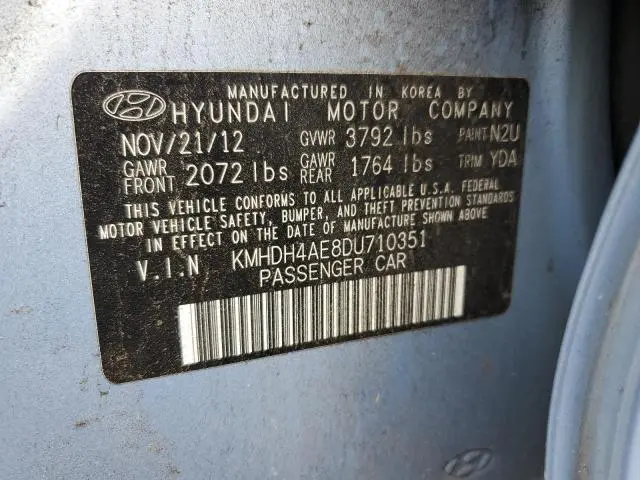 MANUFACTURED IN KOREA BY
HYUNDAI MOTOR COMPANY
NOV/21/12 GVWR 3792 lbs PAINT N2U
GAWR FRONT 2072 lbs GAWR REAR 1764 lbs TRIM YDA
THIS VEHICLE CONFORMS TO ALL APPLICABLE U.S.A. FEDERAL
MOTOR VEHICLE SAFETY, BUMPER, AND THEFT PREVENTION
STANDARDS IN EFFECT ON THE DATE OF MANUFACTURE SHOWN ABOVE.
V.I.N KMHDH4AE8DU710351
PASSENGER CAR